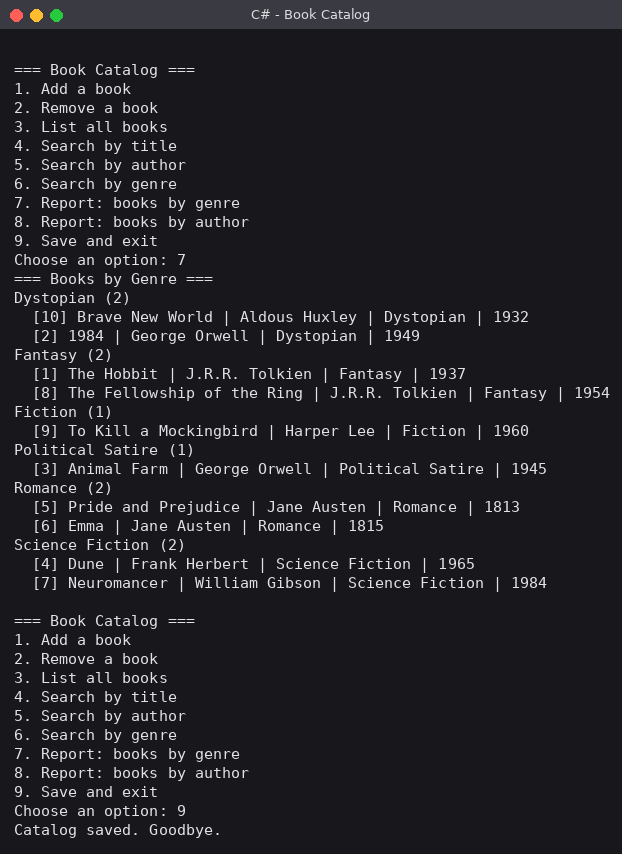 C# - Book Catalog
=== Book Catalog ===
1. Add a book
2. Remove a book
3. List all books
4. Search by title
5. Search by author
6. Search by genre
7. Report: books by genre
8. Report: books by author
9. Save and exit
Choose an option: 7
=== Books by Genre ===
Dystopian (2)
  [10] Brave New World | Aldous Huxley | Dystopian | 1932
  [2] 1984 | George Orwell | Dystopian | 1949
Fantasy (2)
  [1] The Hobbit | J.R.R. Tolkien | Fantasy | 1937
  [8] The Fellowship of the Ring | J.R.R. Tolkien | Fantasy | 1954
Fiction (1)
  [9] To Kill a Mockingbird | Harper Lee | Fiction | 1960
Political Satire (1)
  [3] Animal Farm | George Orwell | Political Satire | 1945
Romance (2)
  [5] Pride and Prejudice | Jane Austen | Romance | 1813
  [6] Emma | Jane Austen | Romance | 1815
Science Fiction (2)
  [4] Dune | Frank Herbert | Science Fiction | 1965
  [7] Neuromancer | William Gibson | Science Fiction | 1984

=== Book Catalog ===
1. Add a book
2. Remove a book
3. List all books
4. Search by title
5. Search by author
6. Search by genre
7. Report: books by genre
8. Report: books by author
9. Save and exit
Choose an option: 9
Catalog saved. Goodbye.